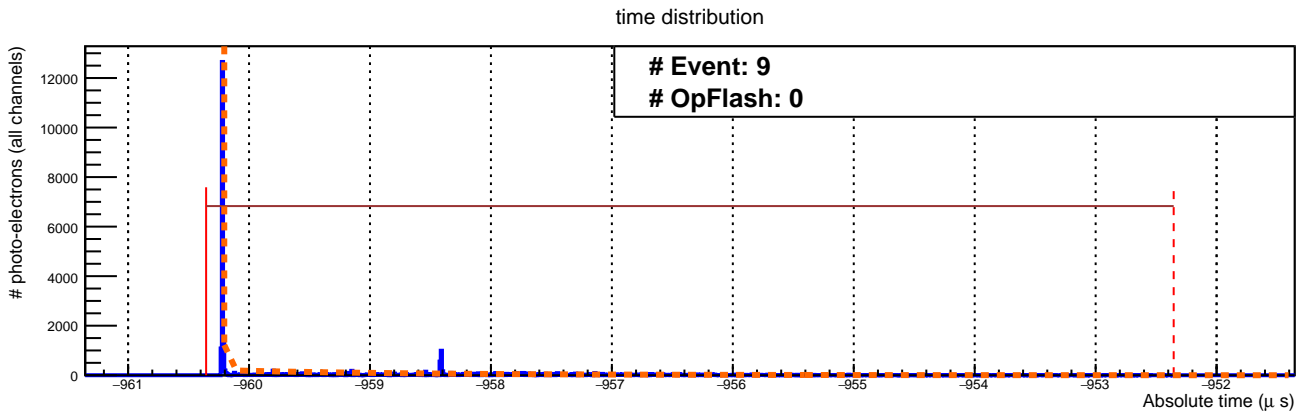 time distribution
# Event: 9
# OpFlash: 0
# photo-electrons (all channels)
12000
10000
8000
6000
4000
2000
0
−961 −960 −959 −958 −957 −956 −955 −954 −953 −952
Absolute time (μ s)